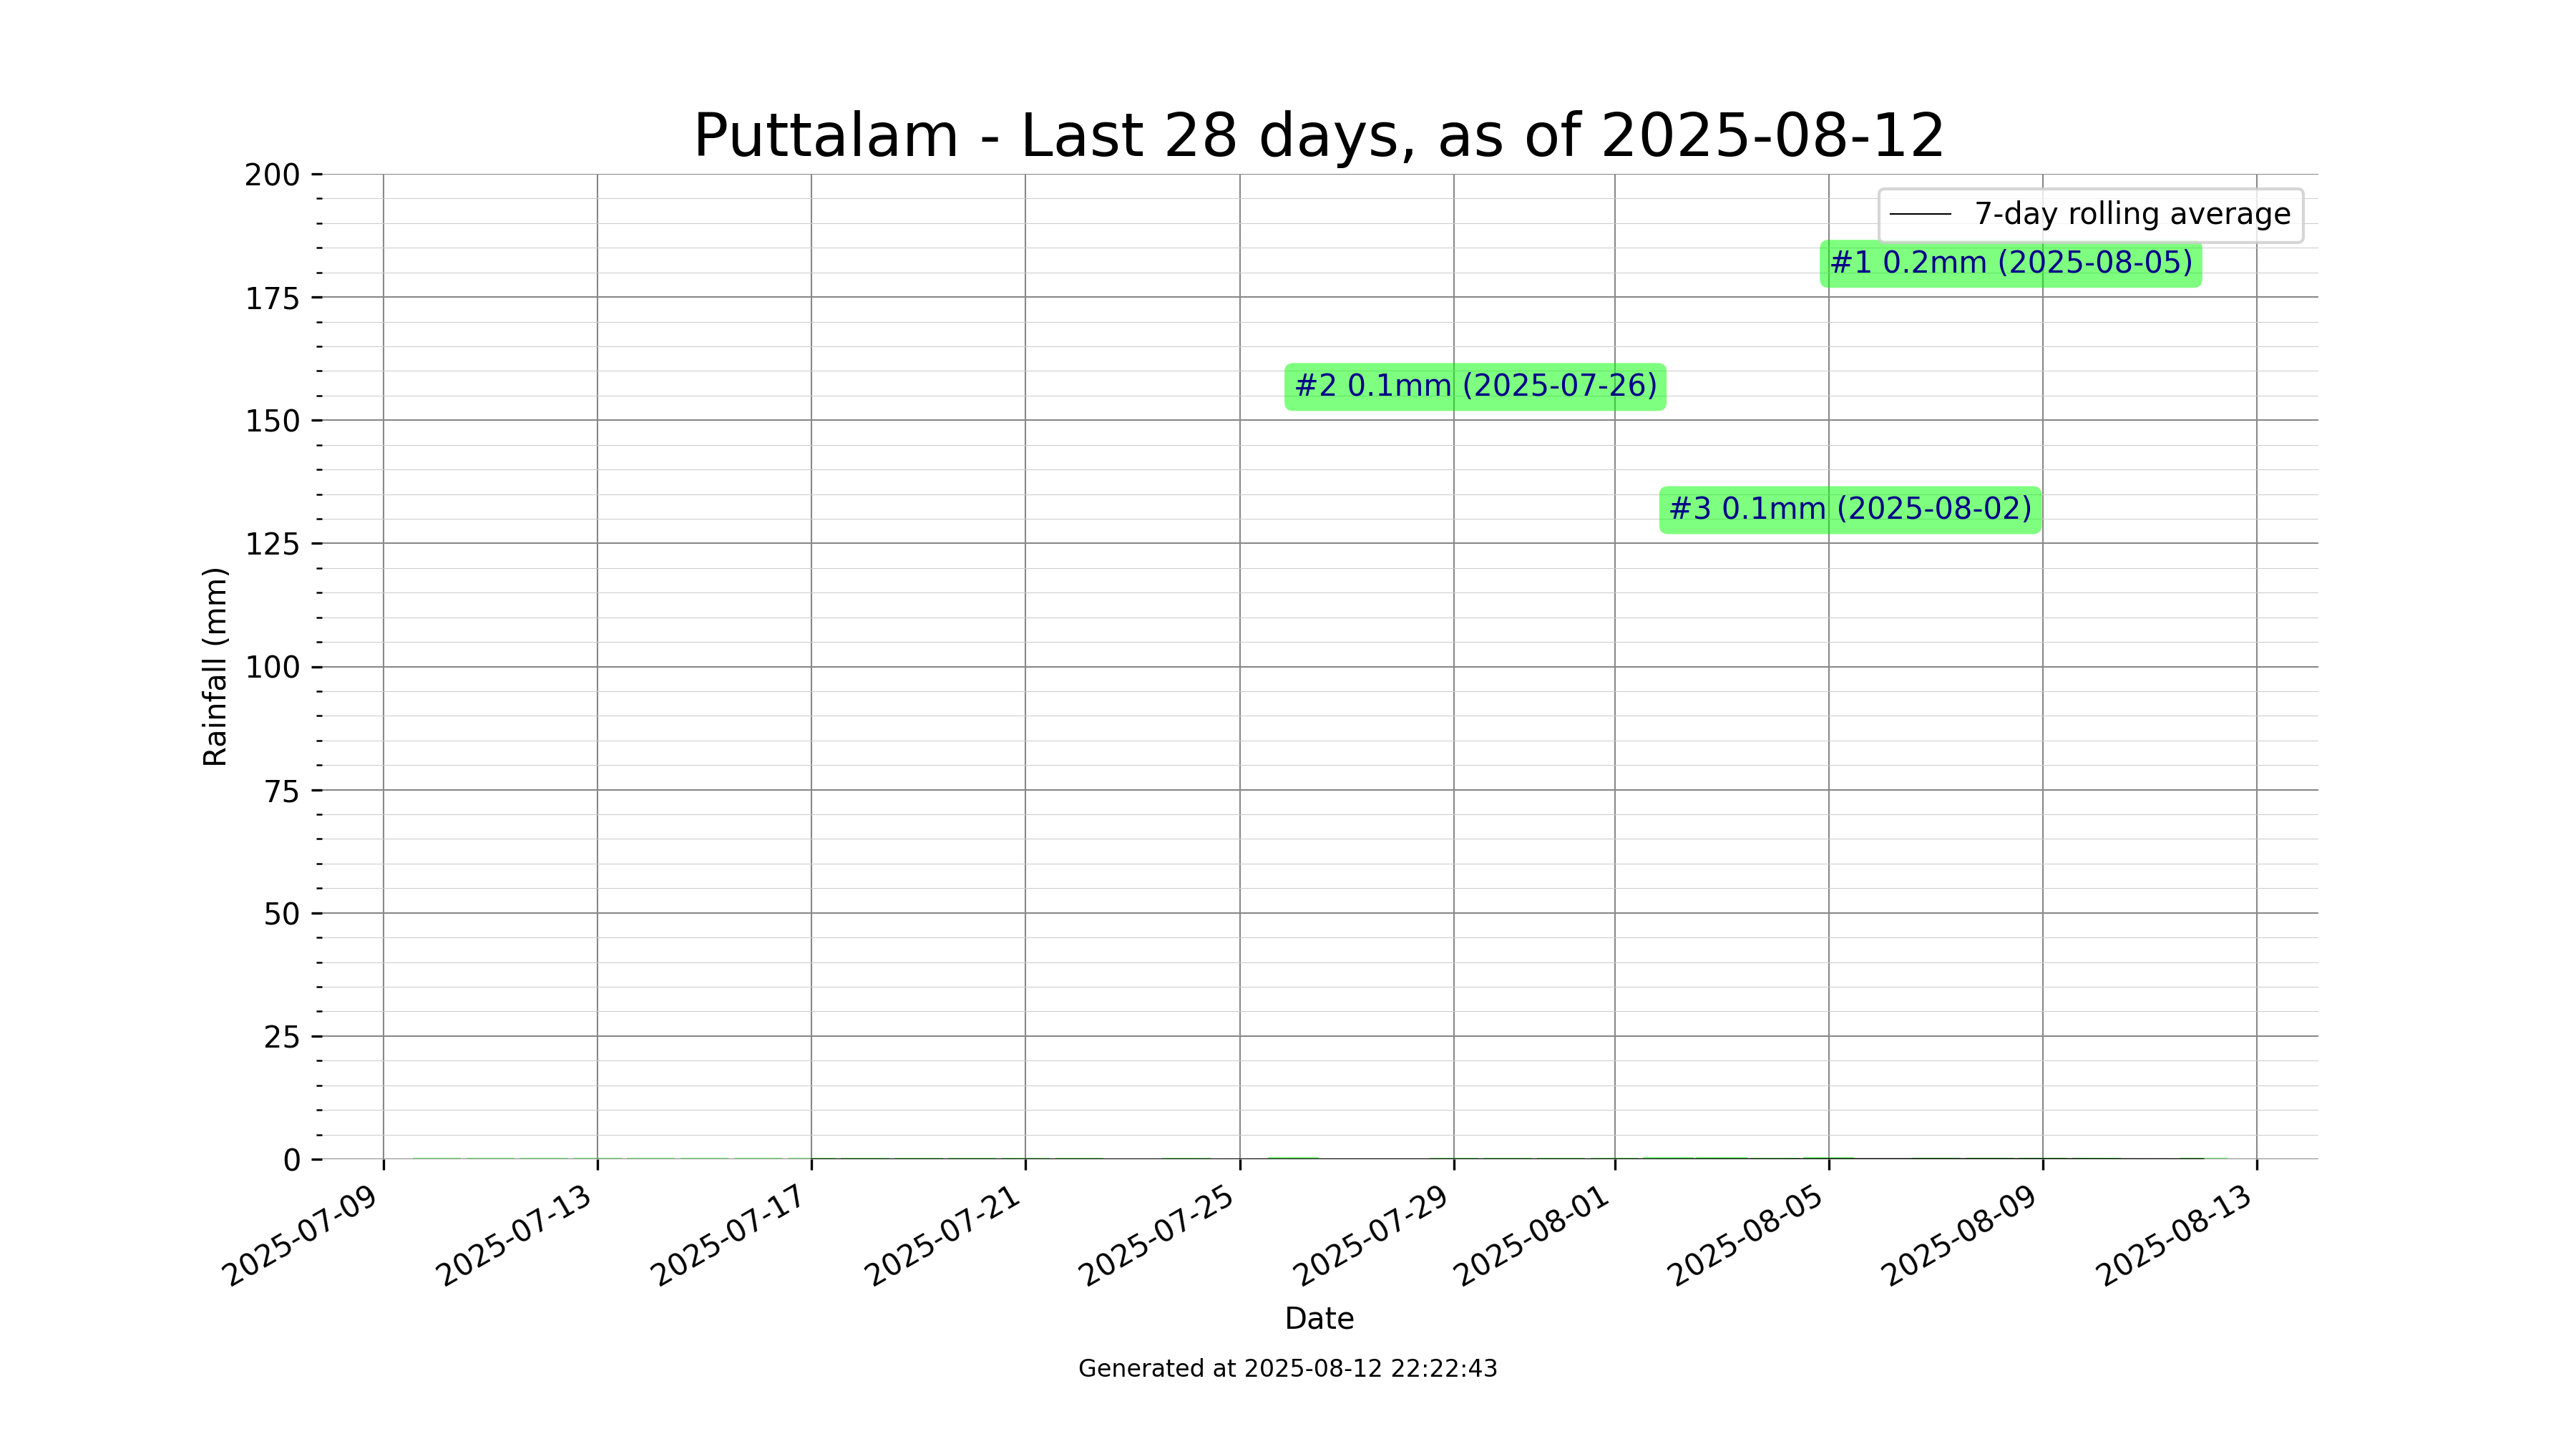 Puttalam - Last 28 days, as of 2025-08-12
200
175
150
125
100
75
50
25
0
Rainfall (mm)
7-day rolling average
#1 0.2mm (2025-08-05)
#2 0.1mm (2025-07-26)
#3 0.1mm (2025-08-02)
2025-07-09
2025-07-13
2025-07-17
2025-07-21
2025-07-25
2025-07-29
2025-08-01
2025-08-05
2025-08-09
2025-08-13
Date
Generated at 2025-08-12 22:22:43